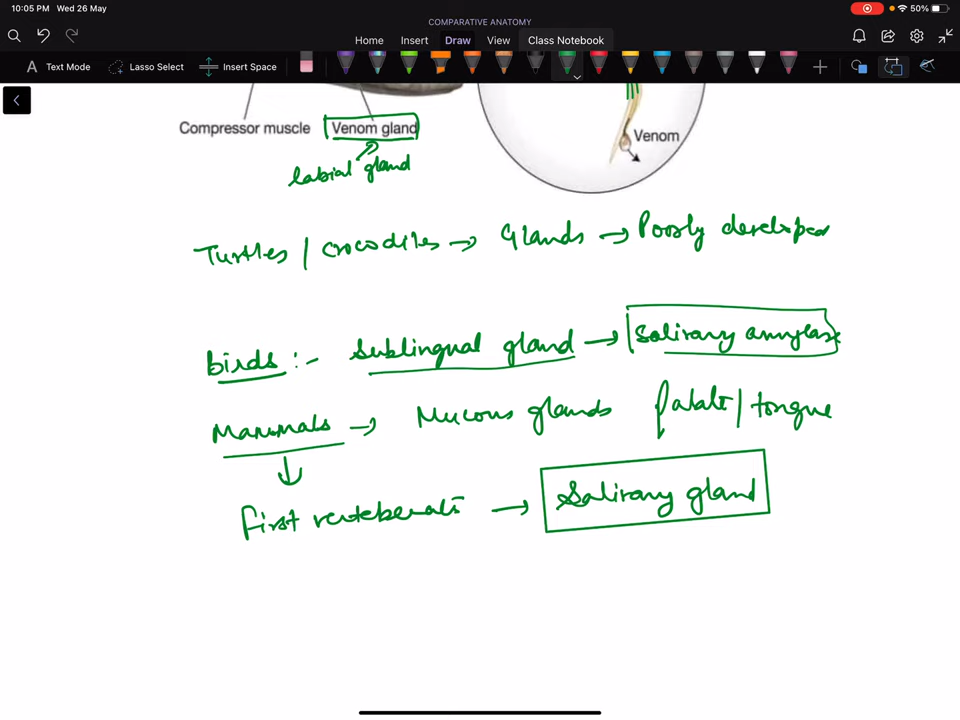 10:05 PM Wed 26 May
50%
COMPARATIVE ANATOMY
Home Insert Draw View Class Notebook
A Text Mode Lasso Select Insert Space
Compressor muscle Venom gland Venom
labial gland
Turtles / crocodiles → Glands → Poorly developed
birds :- Sublingual gland → Salivary amylase
Mammals → Mucous glands Palate / tongue
First vertebrate → Salivary gland